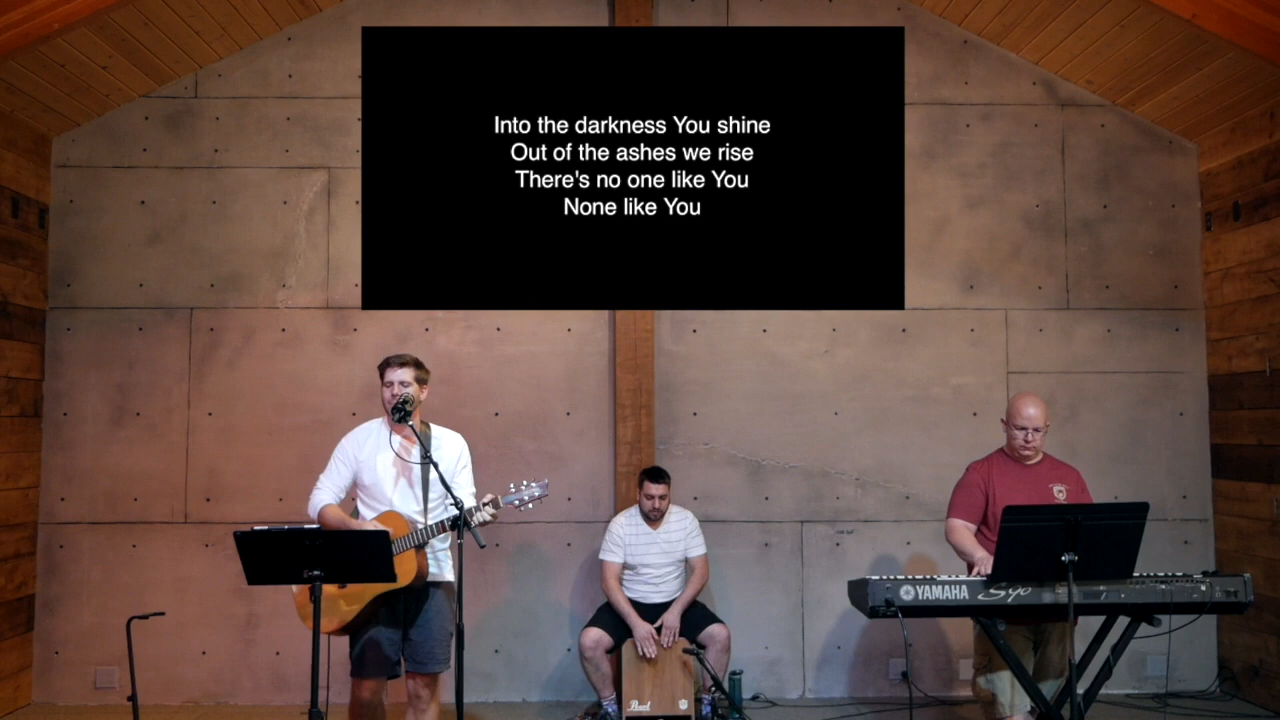 Into the darkness You shine
Out of the ashes we rise
There's no one like You
None like You
YAMAHA S90
Pearl